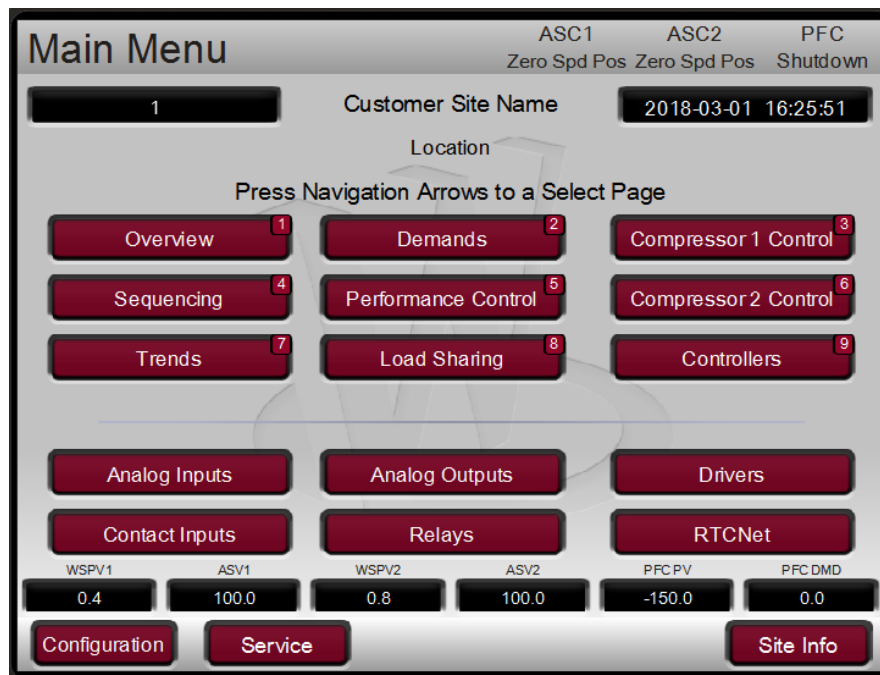 Main Menu
ASC1 ASC2 PFC
Zero Spd Pos Zero Spd Pos Shutdown
1 Customer Site Name 2018-03-01 16:25:51
Location
Press Navigation Arrows to a Select Page
Overview 1 Demands 2 Compressor 1 Control 3
Sequencing 4 Performance Control 5 Compressor 2 Control 6
Trends 7 Load Sharing 8 Controllers 9
Analog Inputs Analog Outputs Drivers
Contact Inputs Relays RTCNet
WSPV1 ASV1 WSPV2 ASV2 PFC PV PFC DMD
0.4 100.0 0.8 100.0 -150.0 0.0
Configuration Service Site Info